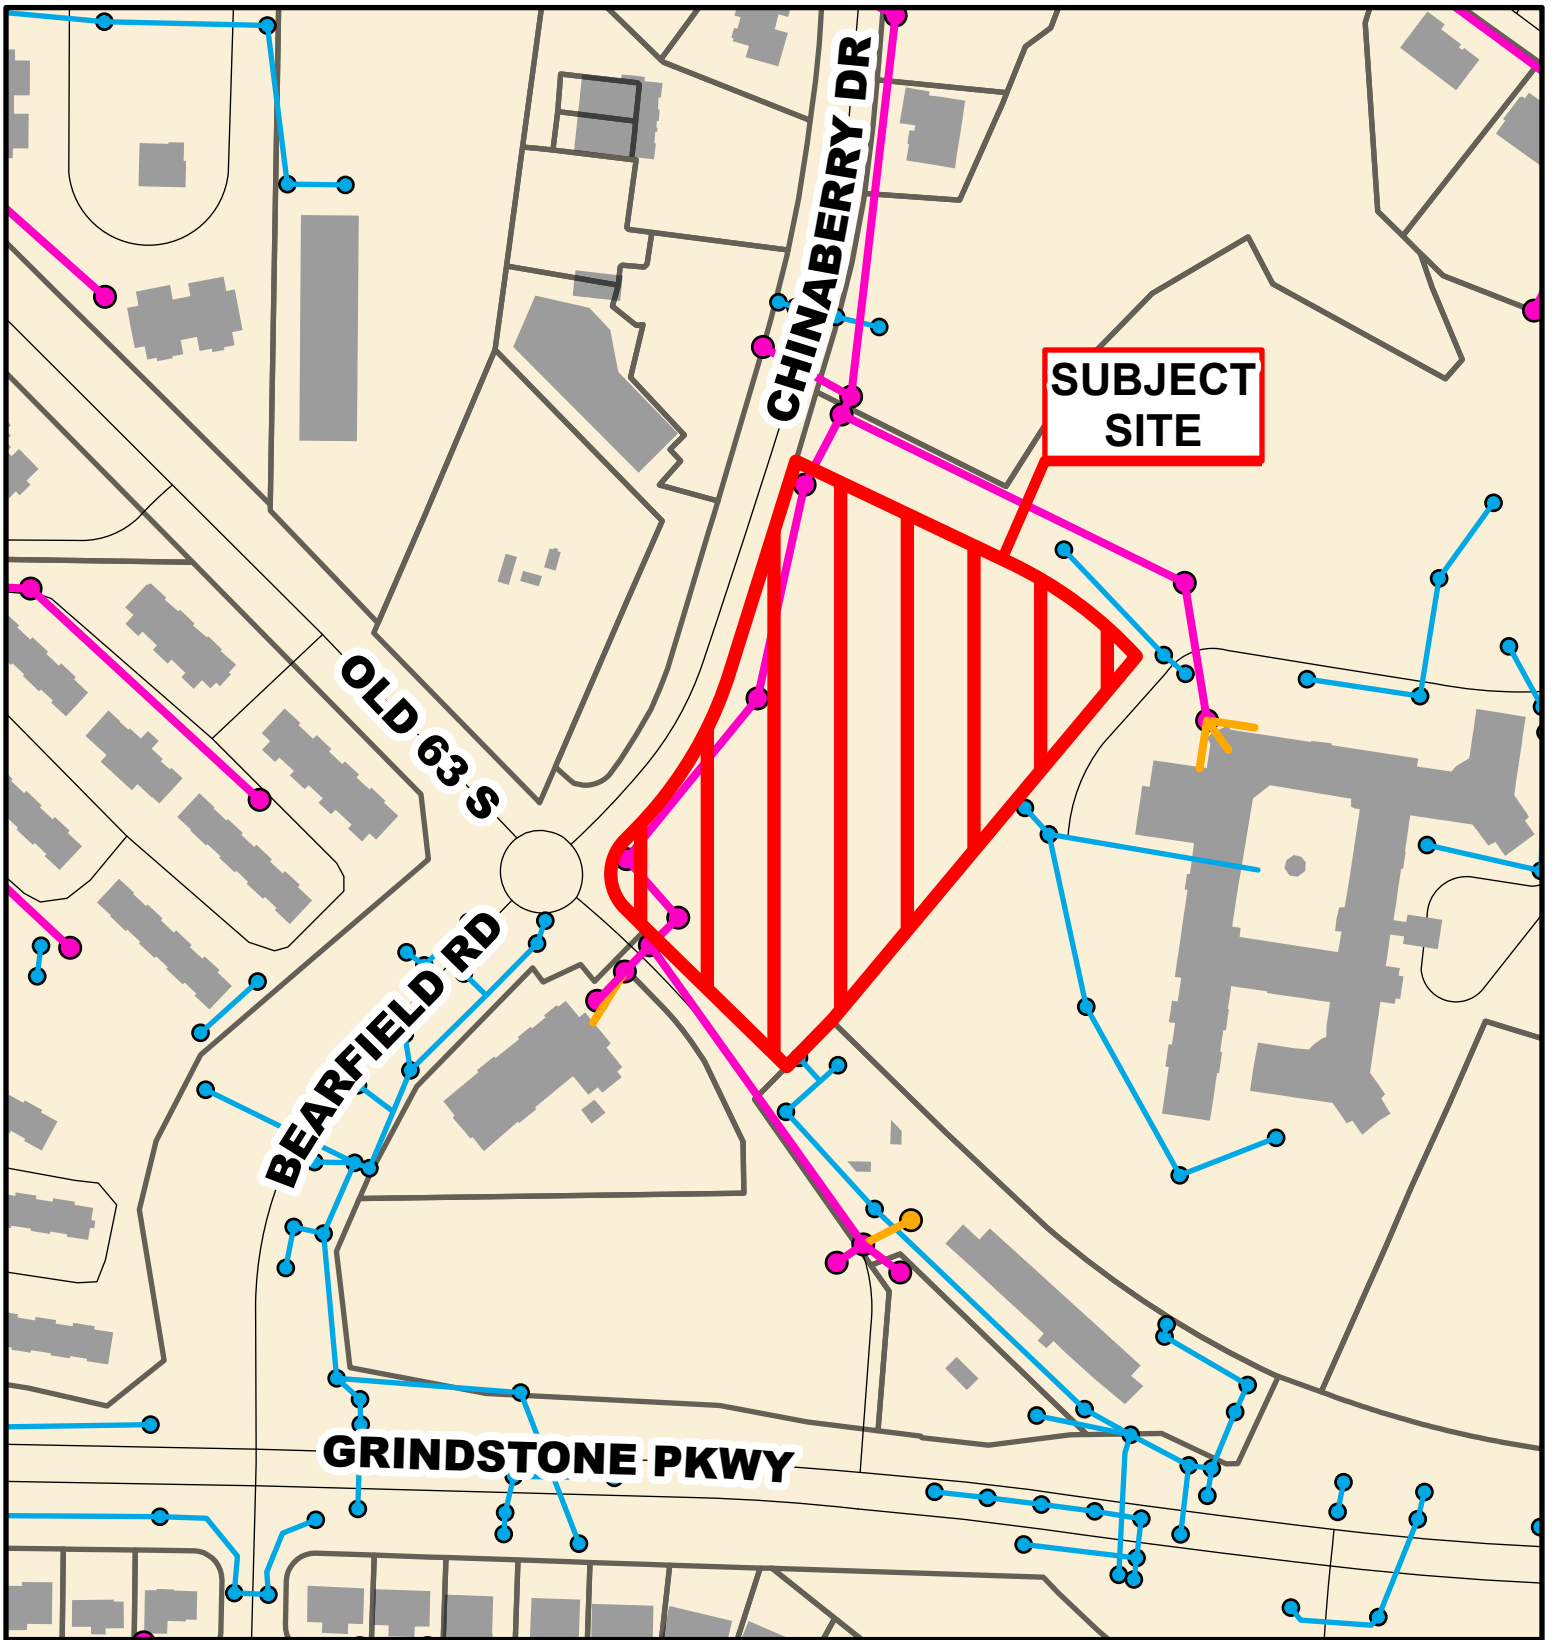 CHINABERRY DR
SUBJECT
SITE
OLD 63 S
BEARFIELD RD
GRINDSTONE PKWY